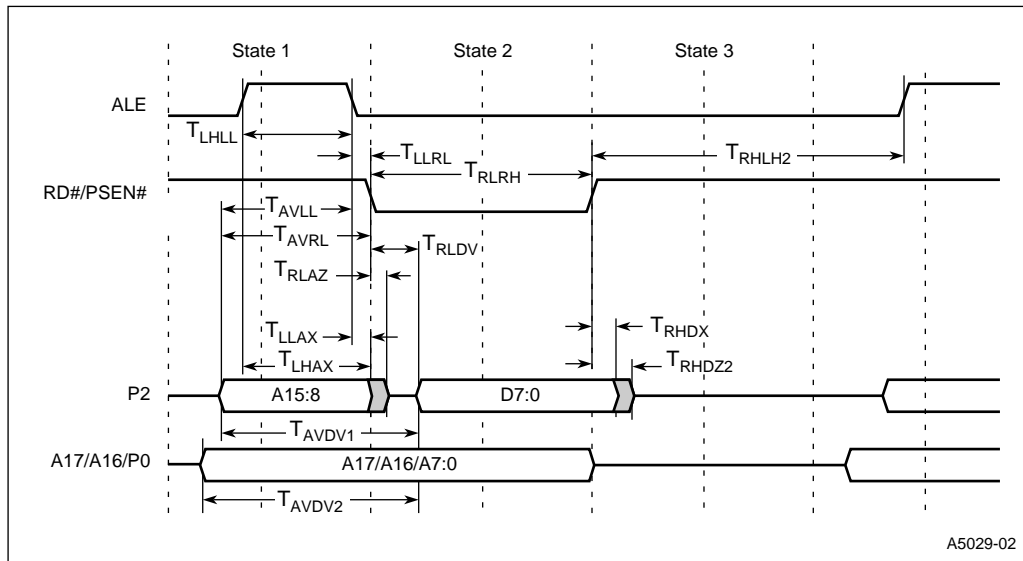 State 1 State 2 State 3
ALE
TLHLL
TLLRL
TRHLH2
TRLRH
RD#/PSEN#
TAVLL
TAVRL
TRLDV
TRLAZ
TLLAX
TRHDX
TLHAX
TRHDZ2
P2 A15:8 D7:0
TAVDV1
A17/A16/P0 A17/A16/A7:0
TAVDV2
A5029-02